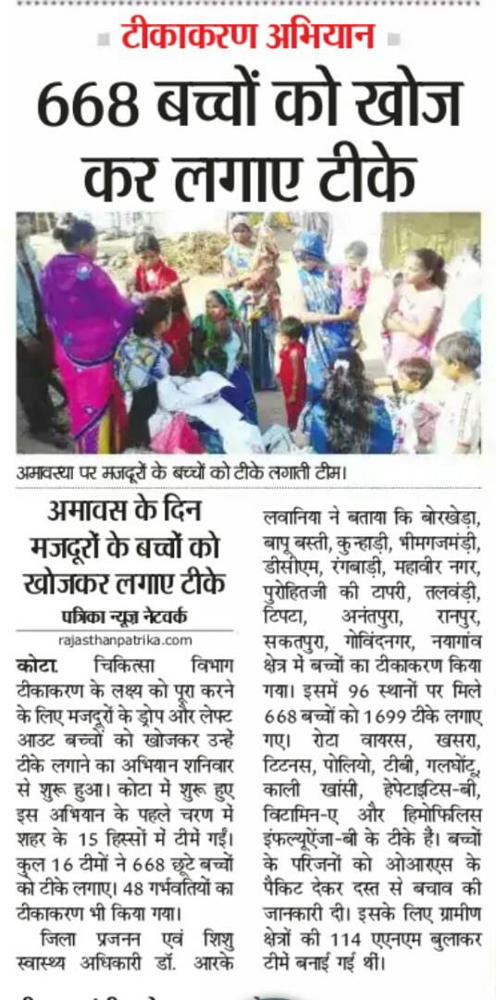 टीकाकरण अभियान
668 बच्चों को खोज
कर लगाए टीके
अमावस्था पर मजदूरों के बच्चों को टीके लगाती टीम।
अमावस के दिन
मजदूरों के बच्चों को
खोजकर लगाए टीके
पत्रिका न्यूज़ नेटवर्क
rajasthanpatrika.com
कोटा. चिकित्सा विभाग
टीकाकरण के लक्ष्य को पूरा करने
के लिए मजदूरों के ड्रोप और लेफ्ट
आउट बच्चों को खोजकर उन्हें
टीके लगाने का अभियान शनिवार
से शुरू हुआ। कोटा में शुरू हुए
इस अभियान के पहले चरण में
शहर के 15 हिस्सों में टीमें गईं।
कुल 16 टीमों ने 668 छूटे बच्चों
को टीके लगाए। 48 गर्भवतियों का
टीकाकरण भी किया गया।
जिला प्रजनन एवं शिशु
स्वास्थ्य अधिकारी डॉ. आरके
लवानिया ने बताया कि बोरखेड़ा,
बापू बस्ती, कुन्हाड़ी, भीमगजमंड़ी,
डीसीएम, रंगबाड़ी, महावीर नगर,
पुरोहितजी की टापरी, तलवंड़ी,
टिपटा, अनंतपुरा, रानपुर,
सकतपुरा, गोविंदनगर, नयागांव
क्षेत्र में बच्चों का टीकाकरण किया
गया। इसमें 96 स्थानों पर मिले
668 बच्चों को 1699 टीके लगाए
गए। रोटा वायरस, खसरा,
टिटनस, पोलियो, टीबी, गलघोंटू,
काली खांसी, हेपेटाइटिस-बी,
विटामिन-ए और हिमोफिलिस
इंफल्यूऐंजा-बी के टीके है। बच्चों
के परिजनों को ओआरएस के
पैकिट देकर दस्त से बचाव की
जानकारी दी। इसके लिए ग्रामीण
क्षेत्रों की 114 एएनएम बुलाकर
टीमें बनाई गई थीं।